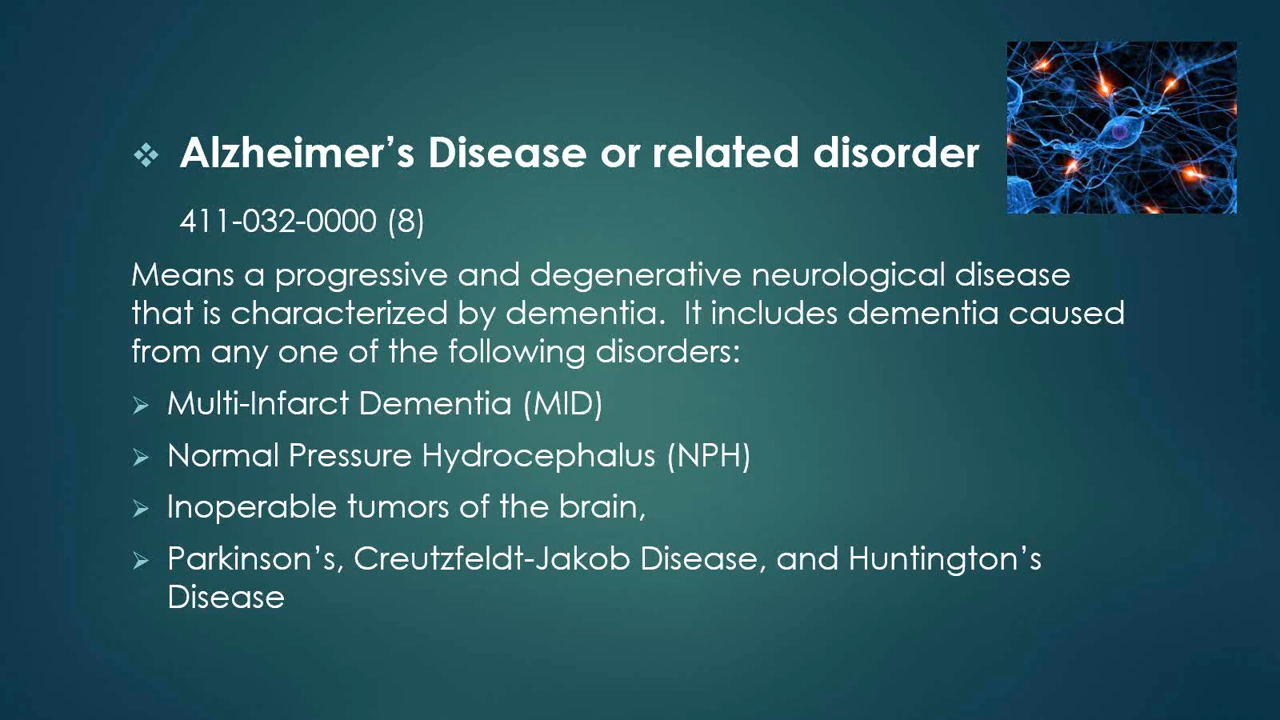 Alzheimer’s Disease or related disorder
411-032-0000 (8)
Means a progressive and degenerative neurological disease
that is characterized by dementia.  It includes dementia caused
from any one of the following disorders:
Multi-Infarct Dementia (MID)
Normal Pressure Hydrocephalus (NPH)
Inoperable tumors of the brain,
Parkinson’s, Creutzfeldt-Jakob Disease, and Huntington’s
Disease